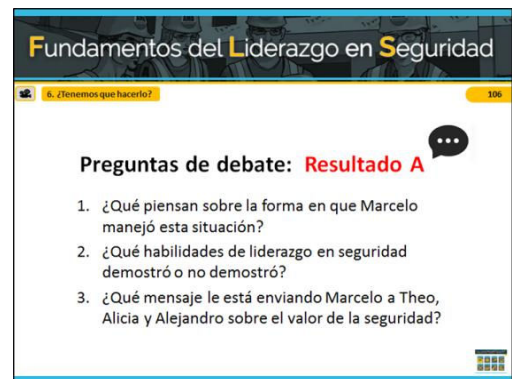 Fundamentos del Liderazgo en Seguridad
6. ¿Tenemos que hacerlo?
106
Preguntas de debate: Resultado A
1. ¿Qué piensan sobre la forma en que Marcelo
manejó esta situación?
2. ¿Qué habilidades de liderazgo en seguridad
demostró o no demostró?
3. ¿Qué mensaje le está enviando Marcelo a Theo,
Alicia y Alejandro sobre el valor de la seguridad?